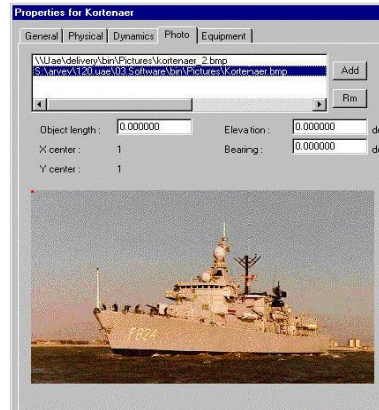 Properties for Kortenaer
General Physical Dynamics Photo Equipment
\\Uae\delivery\bin\Pictures\kortenaer_2.bmp
S:\arvev\120.uae\03.Software\bin\Pictures\Kortenaer.bmp
Add
Rm
Object length : 0.000000 Elevation : 0.000000 de
X center : 1 Bearing : 0.000000 de
Y center : 1
F824